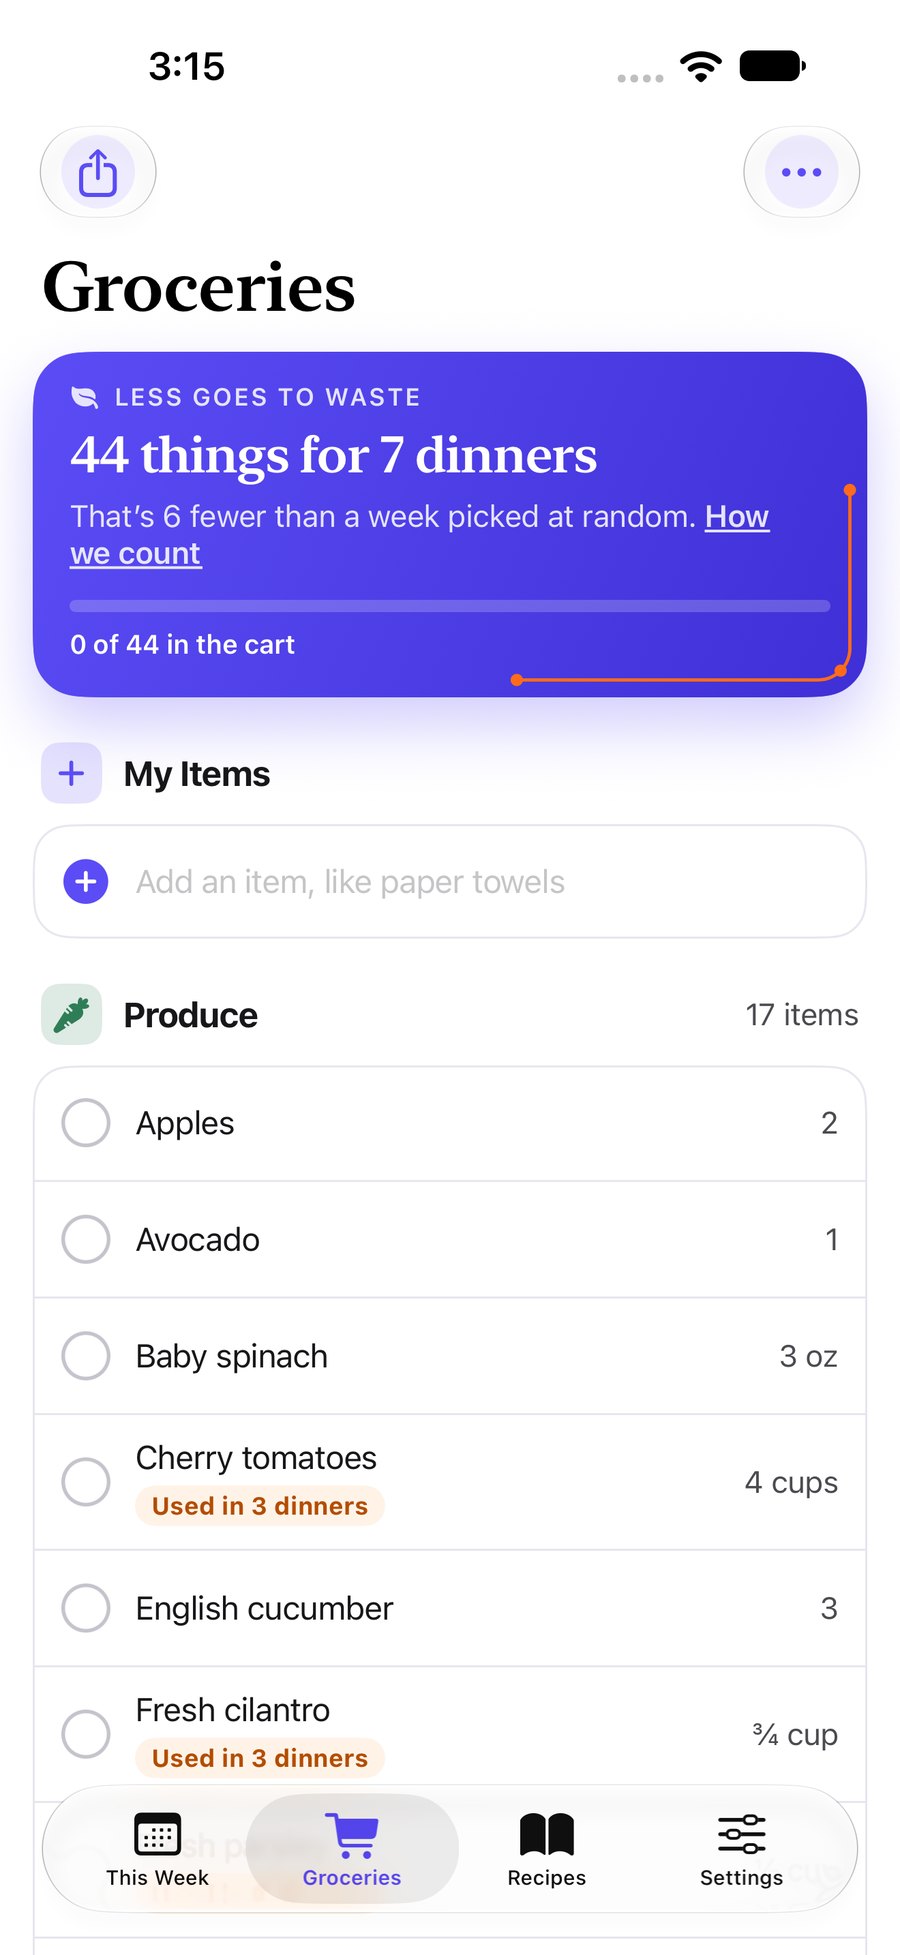 3:15
Groceries
LESS GOES TO WASTE
44 things for 7 dinners
That’s 6 fewer than a week picked at random. How
we count
0 of 44 in the cart
My Items
Add an item, like paper towels
Produce
17 items
Apples
2
Avocado
1
Baby spinach
3 oz
Cherry tomatoes
Used in 3 dinners
4 cups
English cucumber
3
Fresh cilantro
Used in 3 dinners
¾ cup
This Week
Groceries
Recipes
Settings